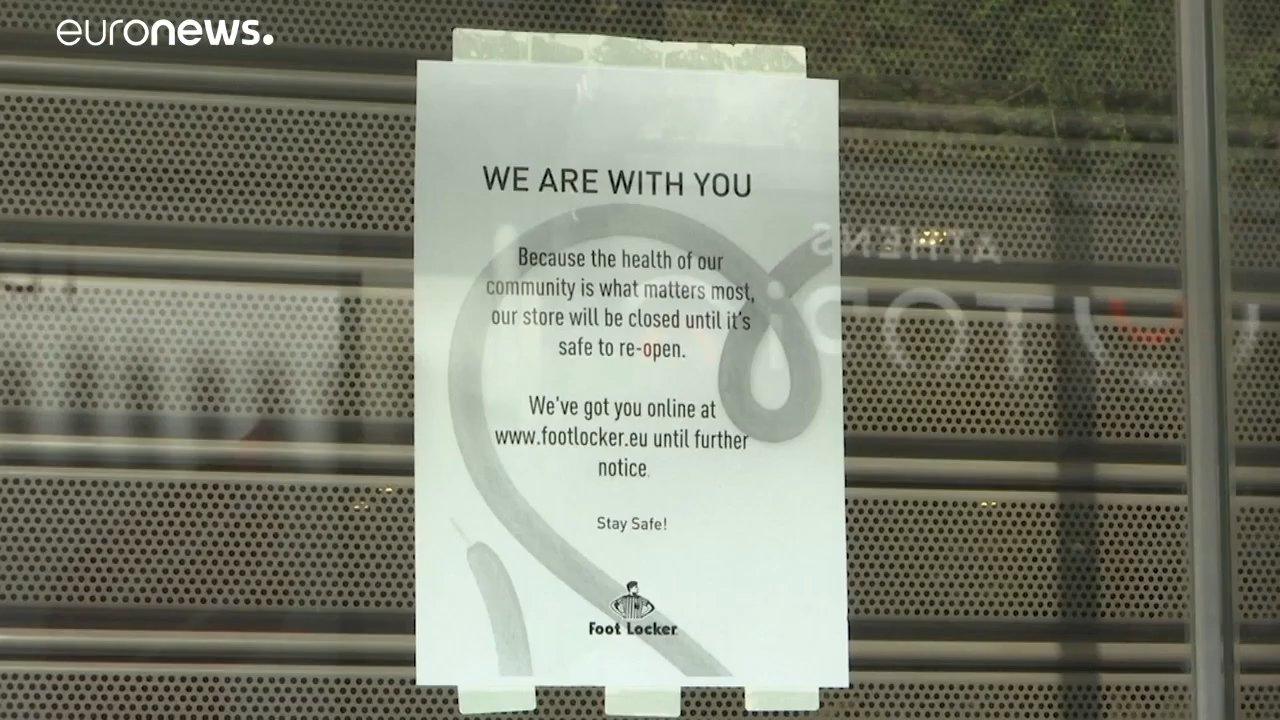 euronews.
WE ARE WITH YOU
Because the health of our
community is what matters most,
our store will be closed until it's
safe to re-open.
We've got you online at
www.footlocker.eu until further
notice.
Stay Safe!
Foot Locker
ATHENS